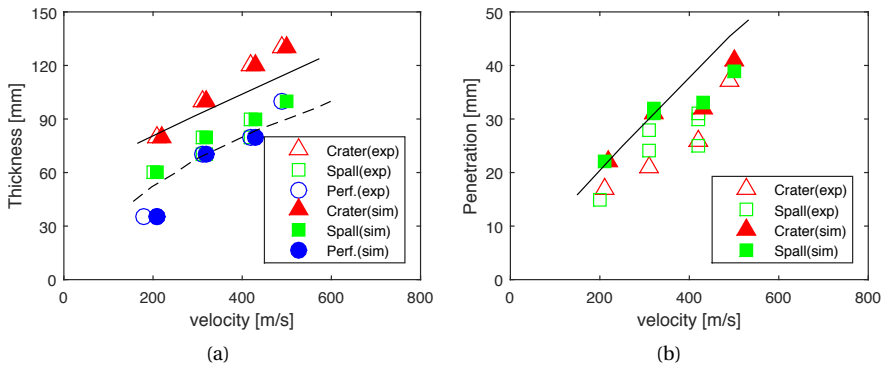 150
120
90
60
30
0
Thickness [mm]
0 200 400 600 800
velocity [m/s]
Crater(exp)
Spall(exp)
Perf.(exp)
Crater(sim)
Spall(sim)
Perf.(sim)
(a)
50
40
30
20
10
0
Penetration [mm]
0 200 400 600 800
velocity [m/s]
Crater(exp)
Spall(exp)
Crater(sim)
Spall(sim)
(b)